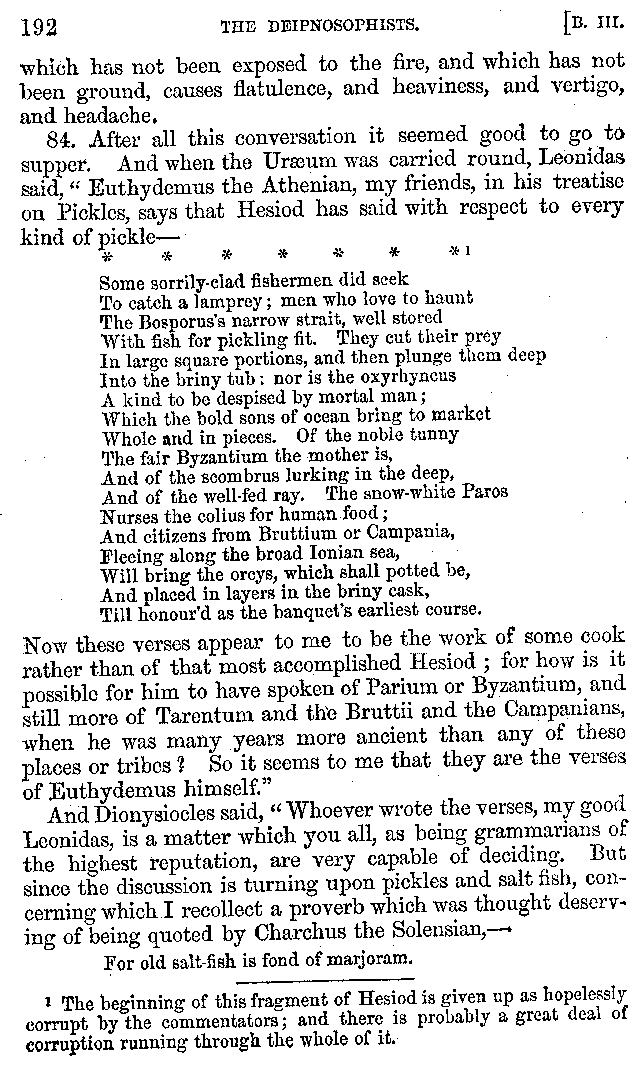 192 THE DEIPNOSOPHISTS. [B. III.
which has not been exposed to the fire, and which has not
been ground, causes flatulence, and heaviness, and vertigo,
and headache.
84. After all this conversation it seemed good to go to
supper. And when the Uræum was carried round, Leonidas
said, “ Euthydemus the Athenian, my friends, in his treatise
on Pickles, says that Hesiod has said with respect to every
kind of pickle—
* * * * * * * 1
Some sorrily-clad fishermen did seek
To catch a lamprey; men who love to haunt
The Bosporus's narrow strait, well stored
With fish for pickling fit. They cut their prey
In large square portions, and then plunge them deep
Into the briny tub: nor is the oxyrhyncus
A kind to be despised by mortal man;
Which the bold sons of ocean bring to market
Whole and in pieces. Of the noble tunny
The fair Byzantium the mother is,
And of the scombrus lurking in the deep,
And of the well-fed ray. The snow-white Paros
Nurses the colius for human food;
And citizens from Bruttium or Campania,
Fleeing along the broad Ionian sea,
Will bring the orcys, which shall potted be,
And placed in layers in the briny cask,
Till honour'd as the banquet's earliest course.
Now these verses appear to me to be the work of some cook
rather than of that most accomplished Hesiod ; for how is it
possible for him to have spoken of Parium or Byzantium, and
still more of Tarentum and the Bruttii and the Campanians,
when he was many years more ancient than any of these
places or tribes ? So it seems to me that they are the verses
of Euthydemus himself.”
And Dionysiocles said, “ Whoever wrote the verses, my good
Leonidas, is a matter which you all, as being grammarians of
the highest reputation, are very capable of deciding. But
since the discussion is turning upon pickles and salt fish, con-
cerning which I recollect a proverb which was thought deserv-
ing of being quoted by Charchus the Solensian,—
For old salt-fish is fond of marjoram.
1 The beginning of this fragment of Hesiod is given up as hopelessly
corrupt by the commentators; and there is probably a great deal of
corruption running through the whole of it.